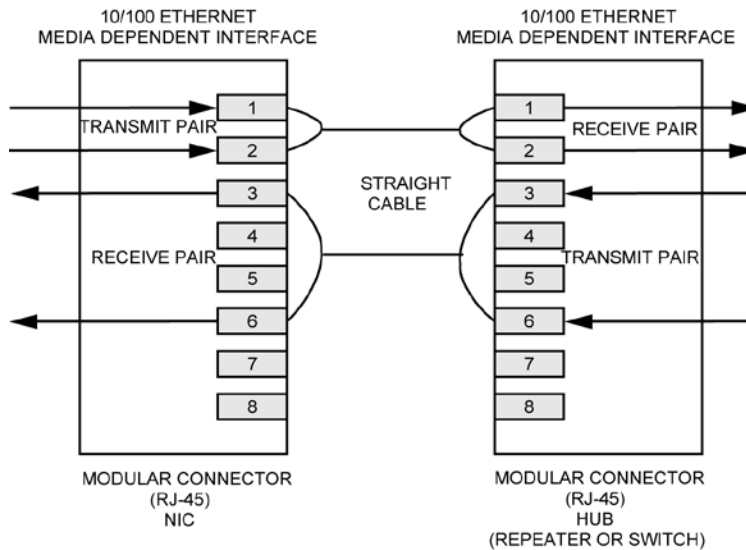 10/100 ETHERNET
MEDIA DEPENDENT INTERFACE
1
TRANSMIT PAIR
2
3
4
RECEIVE PAIR
5
6
7
8
MODULAR CONNECTOR
(RJ-45)
NIC
STRAIGHT
CABLE
10/100 ETHERNET
MEDIA DEPENDENT INTERFACE
1
RECEIVE PAIR
2
3
4
TRANSMIT PAIR
5
6
7
8
MODULAR CONNECTOR
(RJ-45)
HUB
(REPEATER OR SWITCH)